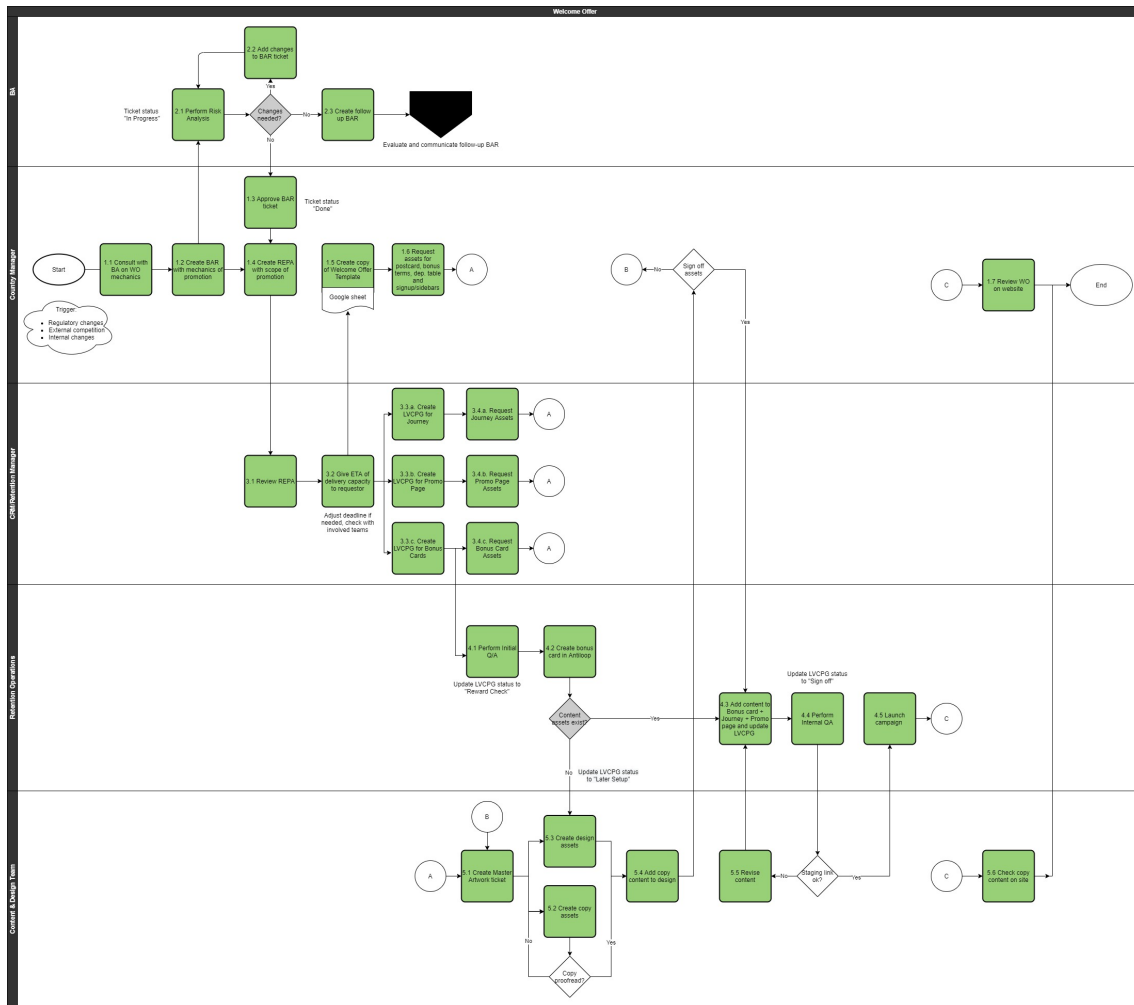 Welcome Offer
BA
2.2 Add changes
to BAR ticket
Yes
Ticket status
"In Progress"
2.1 Perform Risk
Analysis
Changes
needed?
No
2.3 Create follow
up BAR
Evaluate and communicate follow-up BAR
No
Country Manager
1.3 Approve BAR
ticket
Ticket status
"Done"
Start
1.1 Consult with
BA on WO
mechanics
1.2 Create BAR
with mechanics of
promotion
1.4 Create REPA
with scope of
promotion
1.5 Create copy
of Welcome Offer
Template
Google sheet
1.6 Request
assets for
postcard, bonus
terms, dep. table
and
signup/sidebars
A
B
No
Sign off
assets
Yes
C
1.7 Review WO
on website
End
Trigger:
Regulatory changes
External competition
Internal changes
CRM/Retention Manager
3.3.a. Create
LVCPG for
Journey
3.4.a. Request
Journey Assets
A
3.1 Review REPA
3.2 Give ETA of
delivery capacity
to requestor
Adjust deadline if
needed, check with
involved teams
3.3.b. Create
LVCPG for Promo
Page
3.4.b. Request
Promo Page
Assets
A
3.3.c. Create
LVCPG for Bonus
Cards
3.4.c. Request
Bonus Card
Assets
A
Retention Operations
4.1 Perform Initial
Q/A
Update LVCPG status to
"Reward Check"
4.2 Create bonus
card in Antiloop
Content
assets exist?
Yes
No
Update LVCPG status
to "Later Setup"
4.3 Add content to
Bonus card +
Journey + Promo
page and update
LVCPG
Update LVCPG status
to "Sign off"
4.4 Perform
Internal QA
4.5 Launch
campaign
C
Content & Design Team
B
A
5.1 Create Master
Artwork ticket
5.3 Create design
assets
5.2 Create copy
assets
No
Yes
Copy
proofread?
5.4 Add copy
content to design
5.5 Revise
content
No
Staging link
ok?
Yes
C
5.6 Check copy
content on site